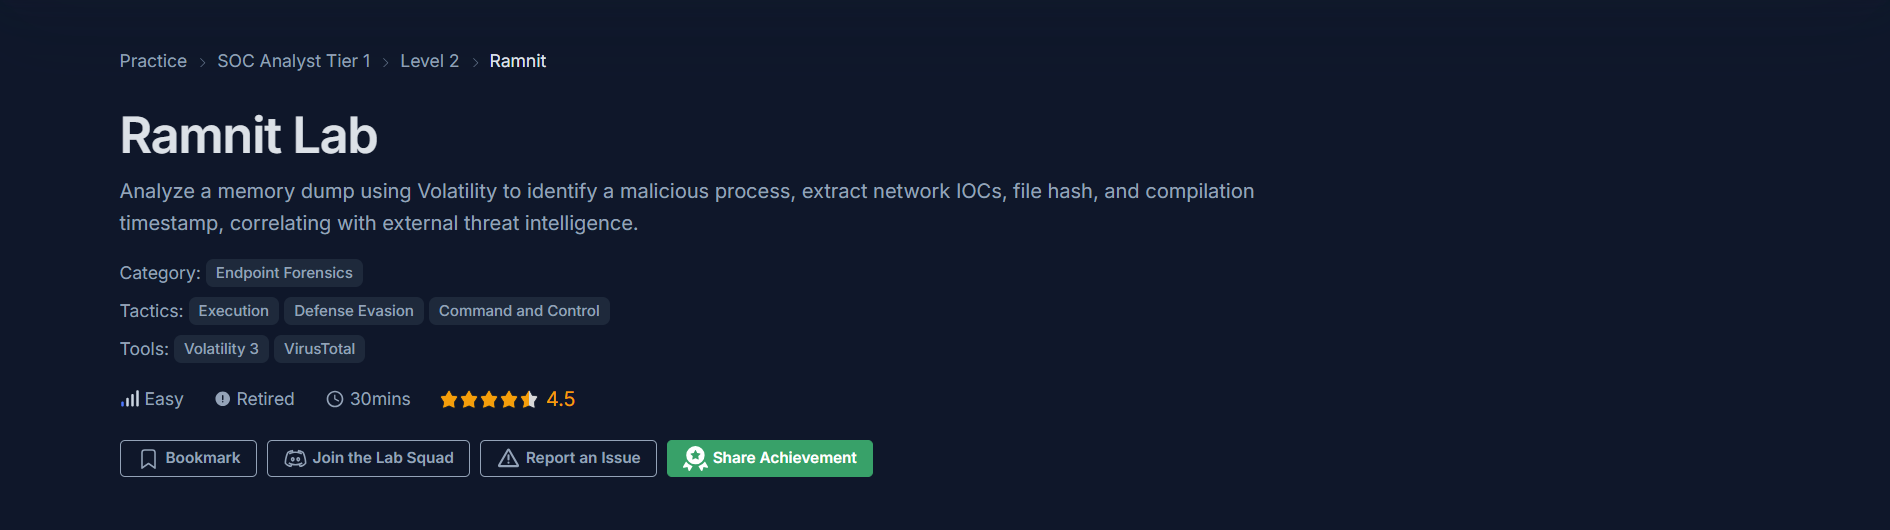 Practice > SOC Analyst Tier 1 > Level 2 > Ramnit
Ramnit Lab
Analyze a memory dump using Volatility to identify a malicious process, extract network IOCs, file hash, and compilation
timestamp, correlating with external threat intelligence.
Category: Endpoint Forensics
Tactics: Execution Defense Evasion Command and Control
Tools: Volatility 3 VirusTotal
Easy Retired 30mins 4.5
Bookmark Join the Lab Squad Report an Issue Share Achievement